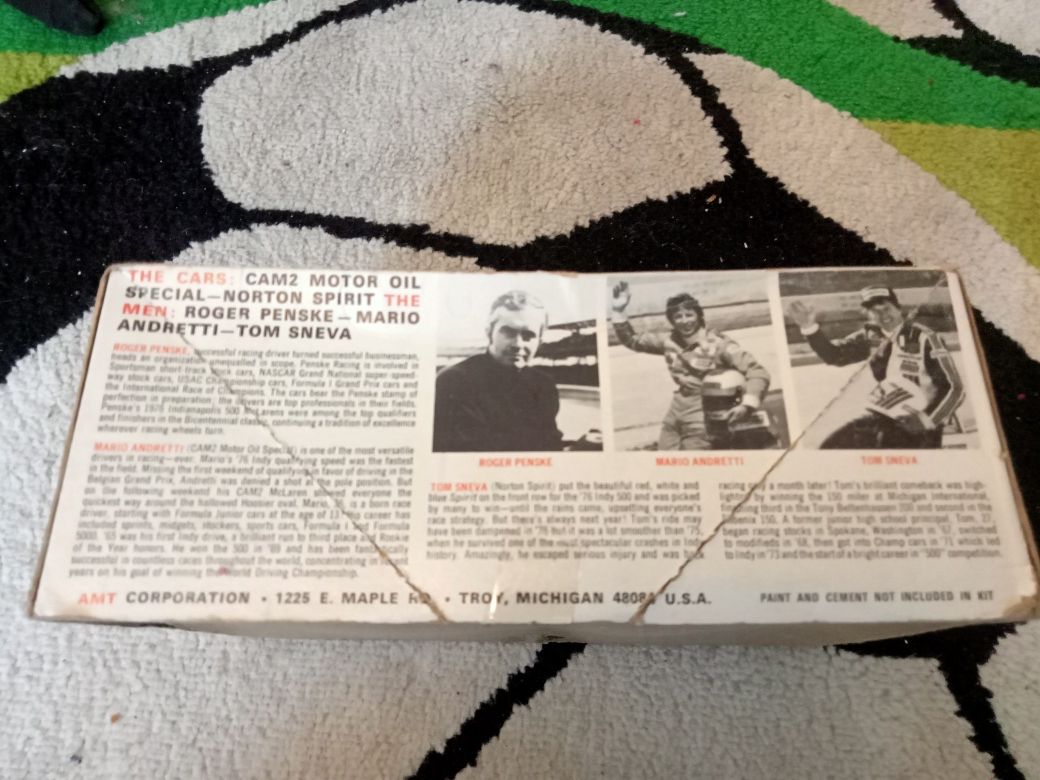 THE CARS: CAM2 MOTOR OIL
SPECIAL—NORTON SPIRIT THE
MEN: ROGER PENSKE—MARIO
ANDRETTI—TOM SNEVA
ROGER PENSKE, successful racing driver turned successful businessman,
heads an organization unequalled in scope. Penske Racing is involved in
Sportsman short-track stock cars, NASCAR Grand National super speed-
way stock cars, USAC Championship cars, Formula I Grand Prix cars and
the International Race of Champions. The cars bear the Penske stamp of
perfection in preparation; the drivers are top professionals in their fields.
Penske's 1976 Indianapolis 500 McLarens were among the top qualifiers
and finishers in the Bicentennial classic, continuing a tradition of excellence
wherever racing wheels turn.
MARIO ANDRETTI (CAM2 Motor Oil Special) is one of the most versatile
drivers in racing—ever. Mario's '76 Indy qualifying speed was the fastest
in the field. Missing the first weekend of qualifying in favor of driving in the
Belgian Grand Prix, Andretti was denied a shot at the pole position. But
on the following weekend his CAM2 McLaren showed everyone the
quickest way around the hallowed Hoosier oval. Mario, is a born race
driver, starting with Formula Junior cars at the age of 13. His career has
included sprints, midgets, stockers, sports cars, Formula I and Formula
5000. '65 was his first Indy drive, a brilliant run to third place and Rookie
of the Year honors. He won the 500 in '69 and has been fantastically
successful in countless races throughout the world, concentrating in recent
years on his goal of winning the World Driving Championship.
ROGER PENSKE
MARIO ANDRETTI
TOM SNEVA
TOM SNEVA (Norton Spirit) put the beautiful red, white and
blue Spirit on the front row for the '76 Indy 500 and was picked
by many to win—until the rains came, upsetting everyone's
race strategy. But there's always next year! Tom's ride may
have been dampened in '76 but it was a lot smoother than '75
when he survived one of the most spectacular crashes in Indy
history. Amazingly, he escaped serious injury and was back
racing only a month later! Tom's brilliant comeback was high-
lighted by winning the 150 miler at Michigan International,
finishing third in the Tony Bettenhausen 200 and second in the
Phoenix 150. A former junior high school principal, Tom, 27,
began racing stocks in Spokane, Washington in '67, switched
to modifieds in '68, then got into Champ cars in '71 which led
to Indy in '73 and the start of a bright career in "500" competition.
AMT CORPORATION • 1225 E. MAPLE RD. • TROY, MICHIGAN 48084 U.S.A.
PAINT AND CEMENT NOT INCLUDED IN KIT